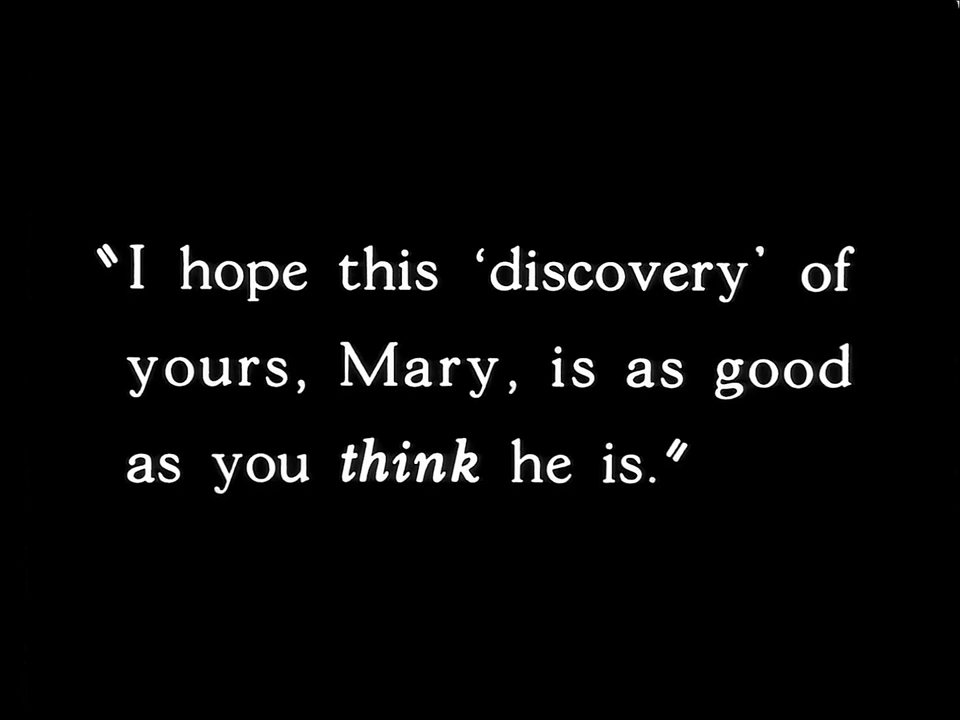 "I hope this ‘discovery’ of
yours, Mary, is as good
as you think he is."